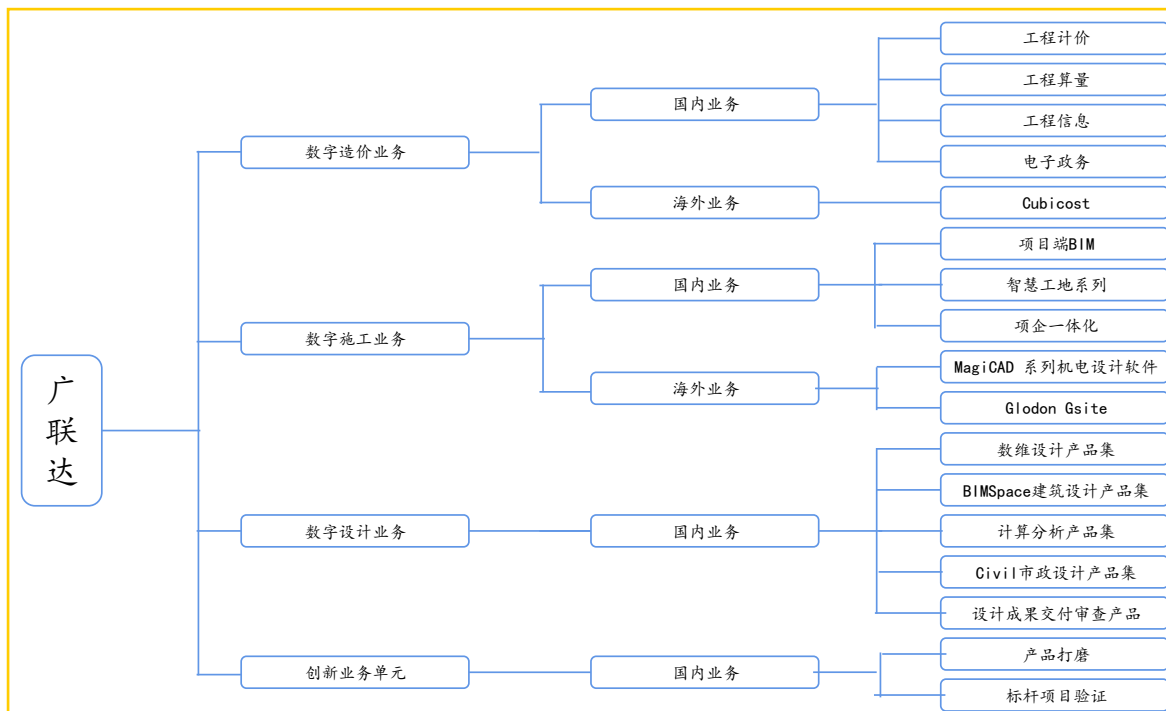 广
联
达
数字造价业务
国内业务
工程计价
工程算量
工程信息
电子政务
海外业务
Cubicost
数字施工业务
国内业务
项目端BIM
智慧工地系列
项企一体化
海外业务
MagiCAD 系列机电设计软件
Glodon Gsite
数字设计业务
国内业务
数维设计产品集
BIMSpace建筑设计产品集
计算分析产品集
Civil市政设计产品集
设计成果交付审查产品
创新业务单元
国内业务
产品打磨
标杆项目验证